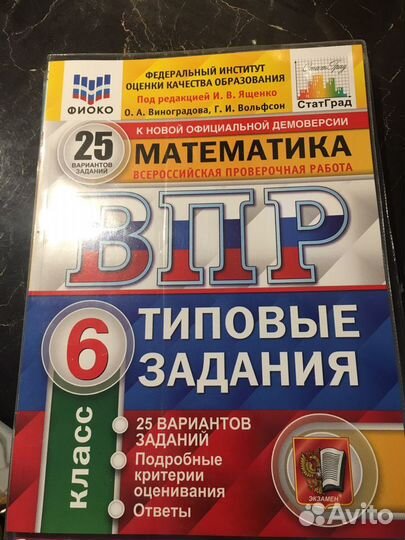 ФЕДЕРАЛЬНЫЙ ИНСТИТУТ
ОЦЕНКИ КАЧЕСТВА ОБРАЗОВАНИЯ
Под редакцией И. В. Ященко
О. А. Виноградова, Г. И. Вольфсон
ФИОКО
СтатГрад
СтатГрад
К НОВОЙ ОФИЦИАЛЬНОЙ ДЕМОВЕРСИИ
25
ВАРИАНТОВ
ЗАДАНИЙ
МАТЕМАТИКА
ВСЕРОССИЙСКАЯ ПРОВЕРОЧНАЯ РАБОТА
ВПР
6
класс
ТИПОВЫЕ
ЗАДАНИЯ
25 ВАРИАНТОВ
ЗАДАНИЙ
Подробные
критерии
оценивания
Ответы
ЭКЗАМЕН
Avito